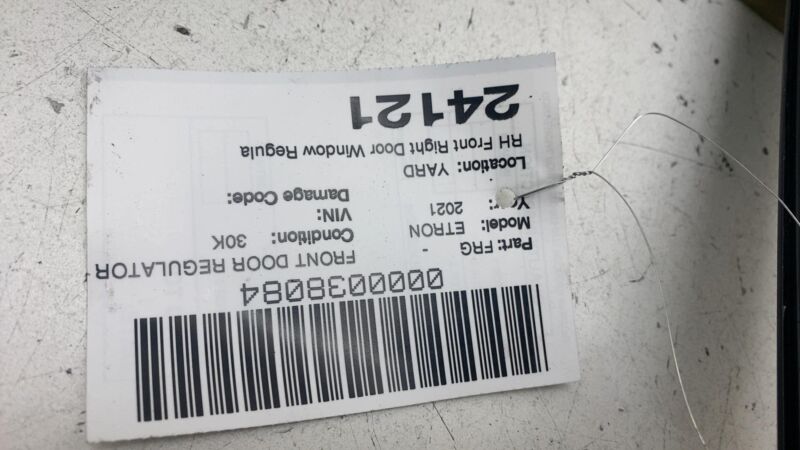 0000038084
Part: FRG - FRONT DOOR REGULATOR
Model: ETRON Condition: 30K
Year: 2021 VIN:
Damage Code:
Location: YARD
RH Front Right Door Window Regula
24121